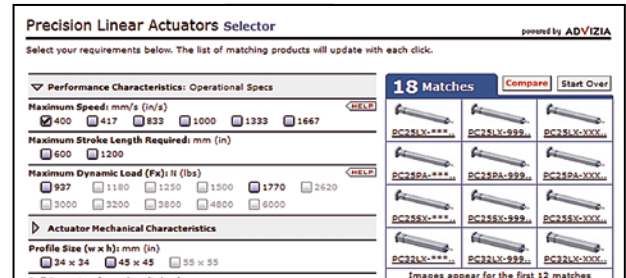 Precision Linear Actuators Selector
powered by ADVIZIA
Select your requirements below. The list of matching products will update with each click.
Performance Characteristics: Operational Specs
Maximum Speed: mm/s (in/s)
HELP
400 417 833 1000 1333 1667
Maximum Stroke Length Required: mm (in)
600 1200
Maximum Dynamic Load (Fx): N (lbs)
HELP
937 1180 1250 1500 1770 2620
3000 3200 3800 4800 6000
Actuator Mechanical Characteristics
Profile Size (w x h): mm (in)
34 x 34 45 x 45 55 x 55
18 Matches
Compare Start Over
PC25LX-***.. PC25LX-999.. PC25LX-XXX..
PC25PA-***.. PC25PA-999.. PC25PA-XXX..
PC25SX-***.. PC25SX-999.. PC25SX-XXX..
PC32LX-***.. PC32LX-999.. PC32LX-XXX..
Images appear for the first 12 matches